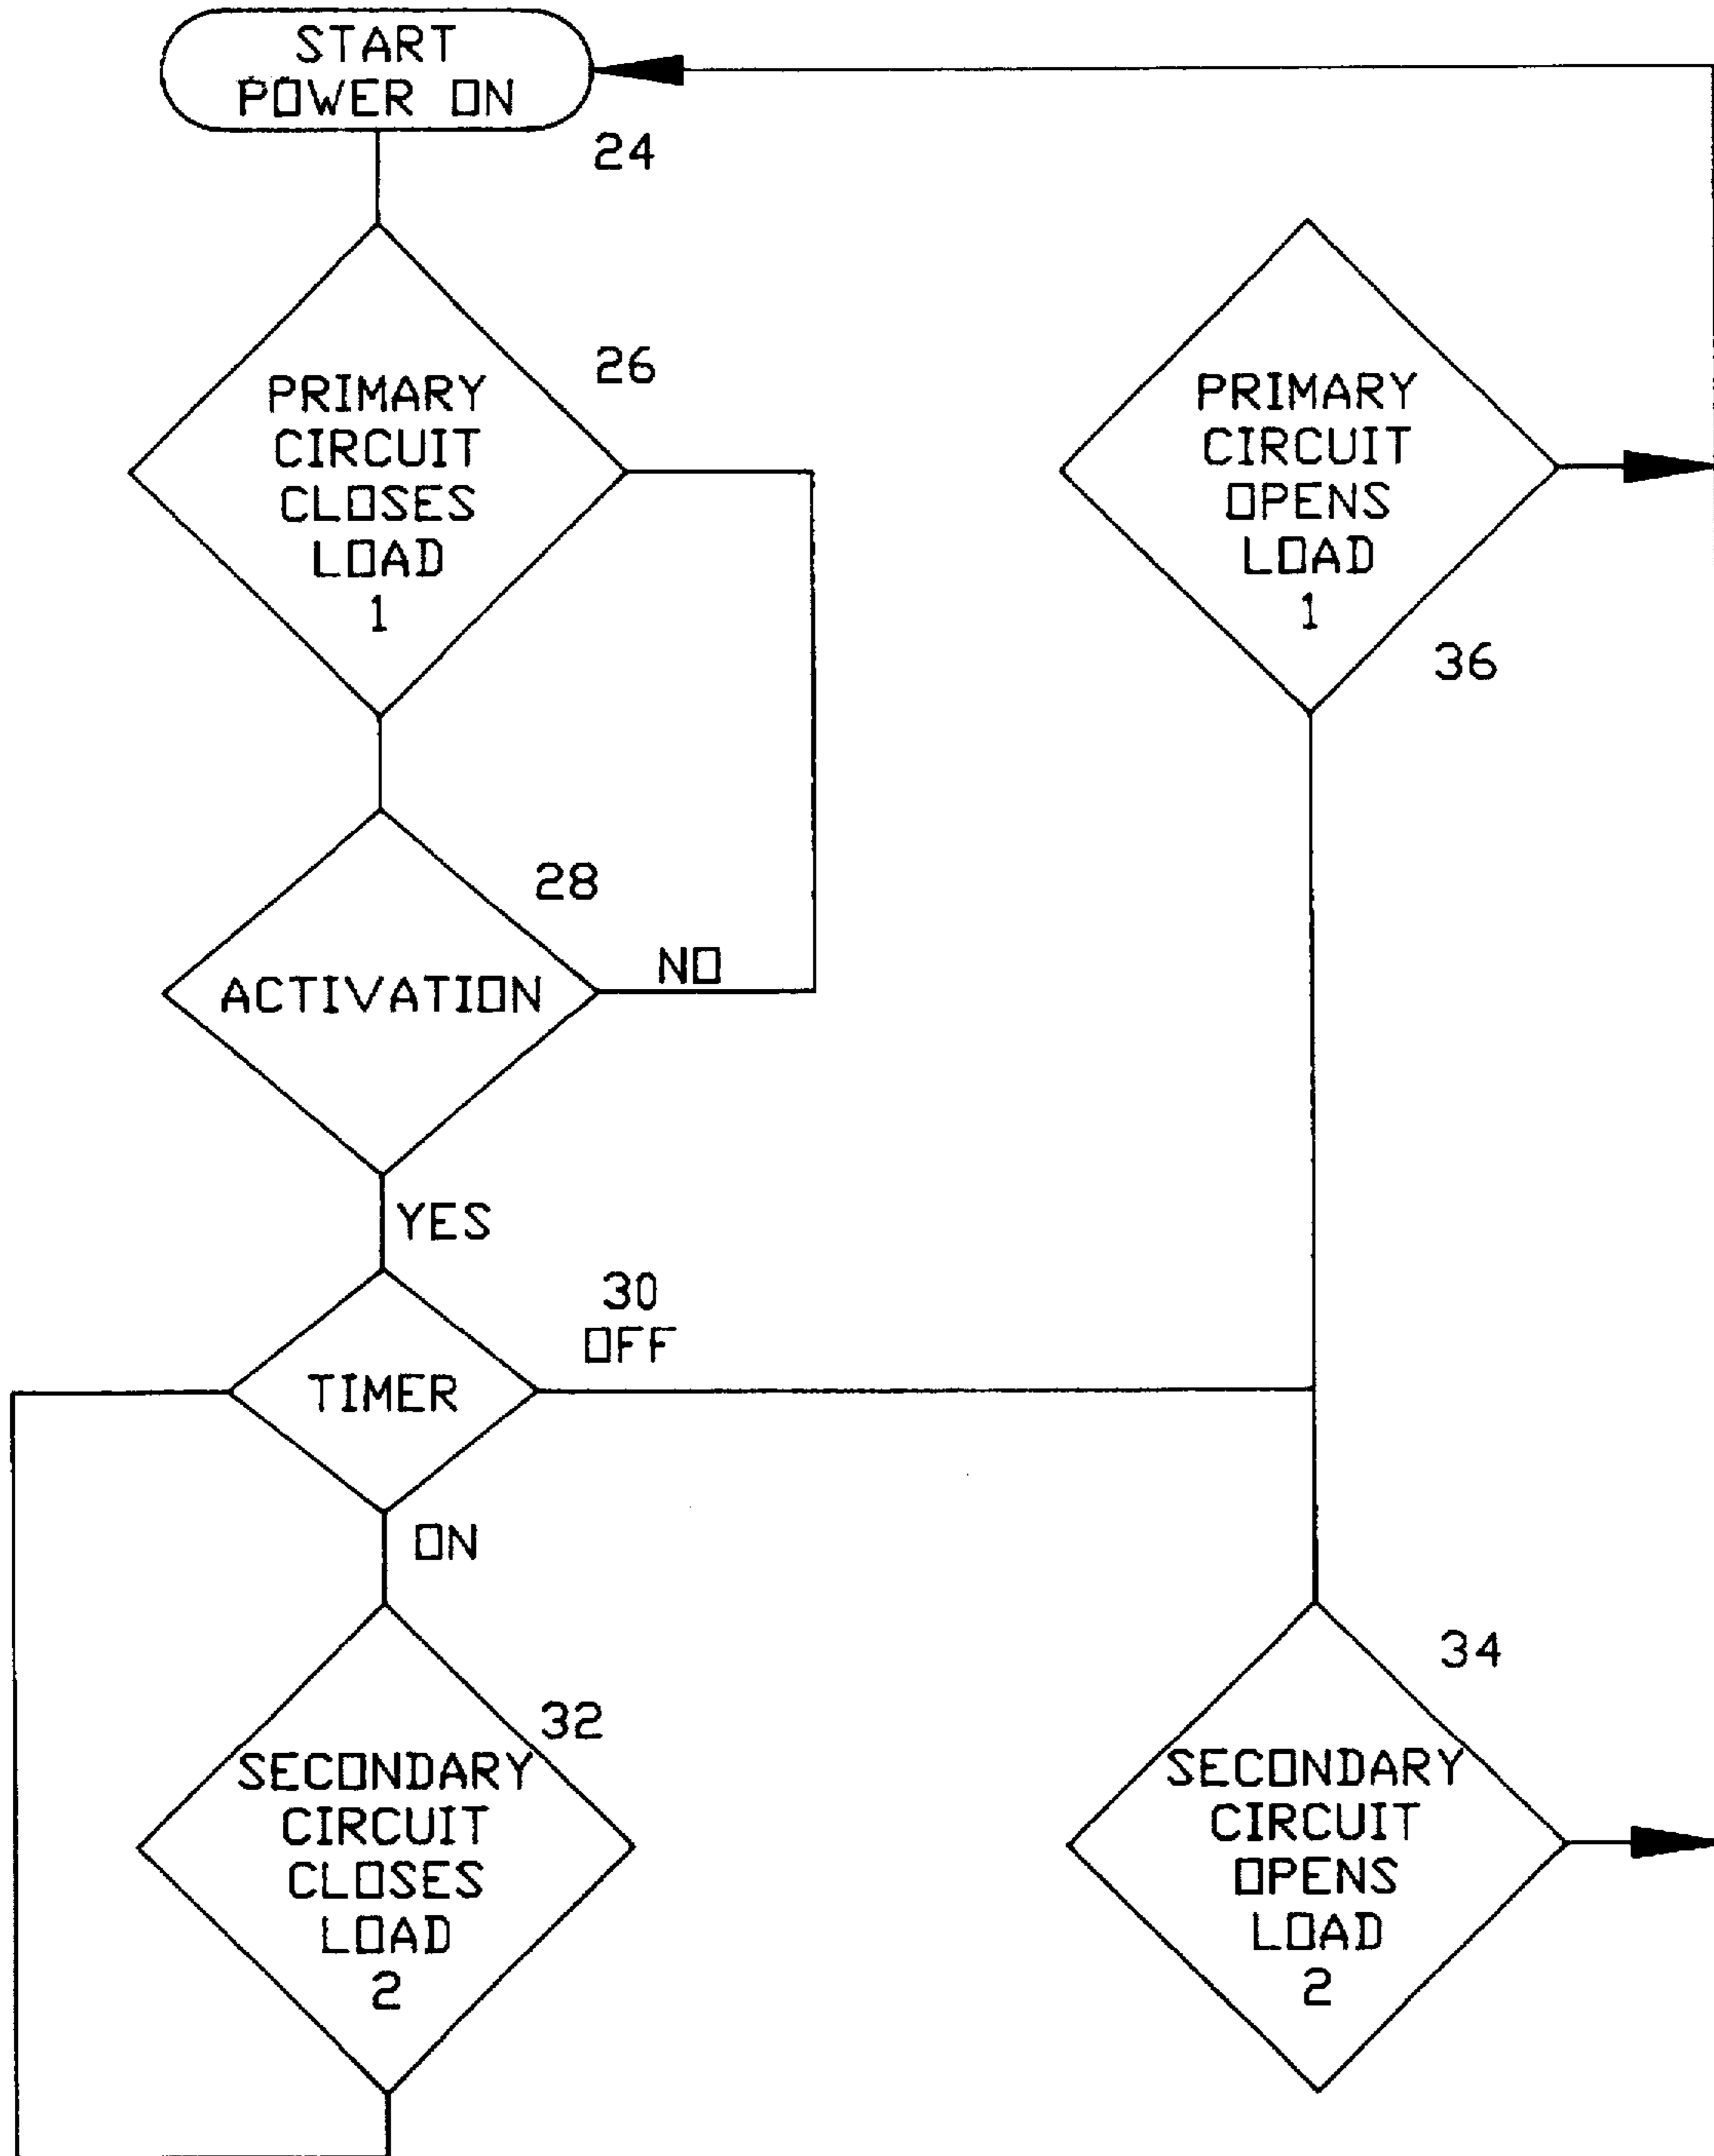 START
POWER ON
24
26
PRIMARY
CIRCUIT
CLOSES
LOAD
1
PRIMARY
CIRCUIT
OPENS
LOAD
1
36
28
ACTIVATION
NO
YES
30
OFF
TIMER
ON
32
SECONDARY
CIRCUIT
CLOSES
LOAD
2
34
SECONDARY
CIRCUIT
OPENS
LOAD
2